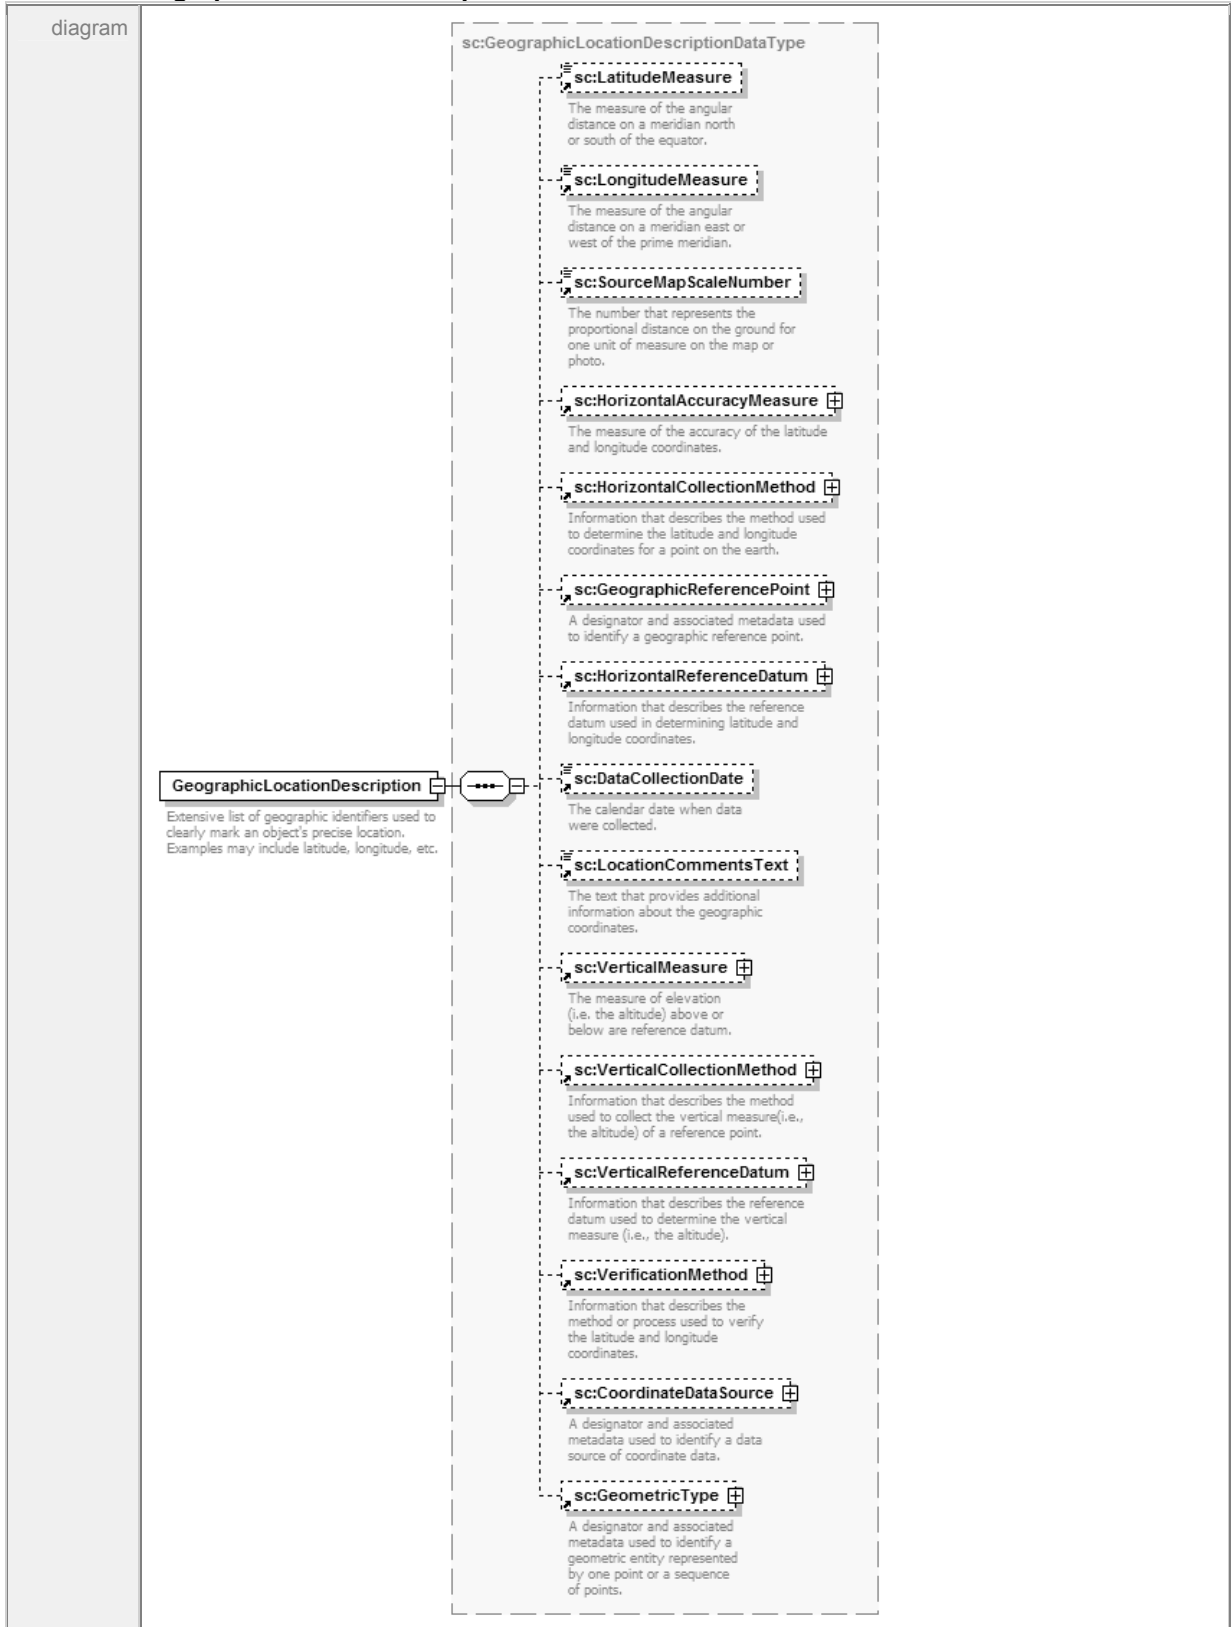 diagram
sc:GeographicLocationDescriptionDataType
sc:LatitudeMeasure
The measure of the angular
distance on a meridian north
or south of the equator.
sc:LongitudeMeasure
The measure of the angular
distance on a meridian east or
west of the prime meridian.
sc:SourceMapScaleNumber
The number that represents the
proportional distance on the ground for
one unit of measure on the map or
photo.
sc:HorizontalAccuracyMeasure
The measure of the accuracy of the latitude
and longitude coordinates.
sc:HorizontalCollectionMethod
Information that describes the method used
to determine the latitude and longitude
coordinates for a point on the earth.
sc:GeographicReferencePoint
A designator and associated metadata used
to identify a geographic reference point.
sc:HorizontalReferenceDatum
Information that describes the reference
datum used in determining latitude and
longitude coordinates.
GeographicLocationDescription
Extensive list of geographic identifiers used to
clearly mark an object's precise location.
Examples may include latitude, longitude, etc.
sc:DataCollectionDate
The calendar date when data
were collected.
sc:LocationCommentsText
The text that provides additional
information about the geographic
coordinates.
sc:VerticalMeasure
The measure of elevation
(i.e. the altitude) above or
below are reference datum.
sc:VerticalCollectionMethod
Information that describes the method
used to collect the vertical measure(i.e.,
the altitude) of a reference point.
sc:VerticalReferenceDatum
Information that describes the reference
datum used to determine the vertical
measure (i.e., the altitude).
sc:VerificationMethod
Information that describes the
method or process used to verify
the latitude and longitude
coordinates.
sc:CoordinateDataSource
A designator and associated
metadata used to identify a data
source of coordinate data.
sc:GeometricType
A designator and associated
metadata used to identify a
geometric entity represented
by one point or a sequence
of points.